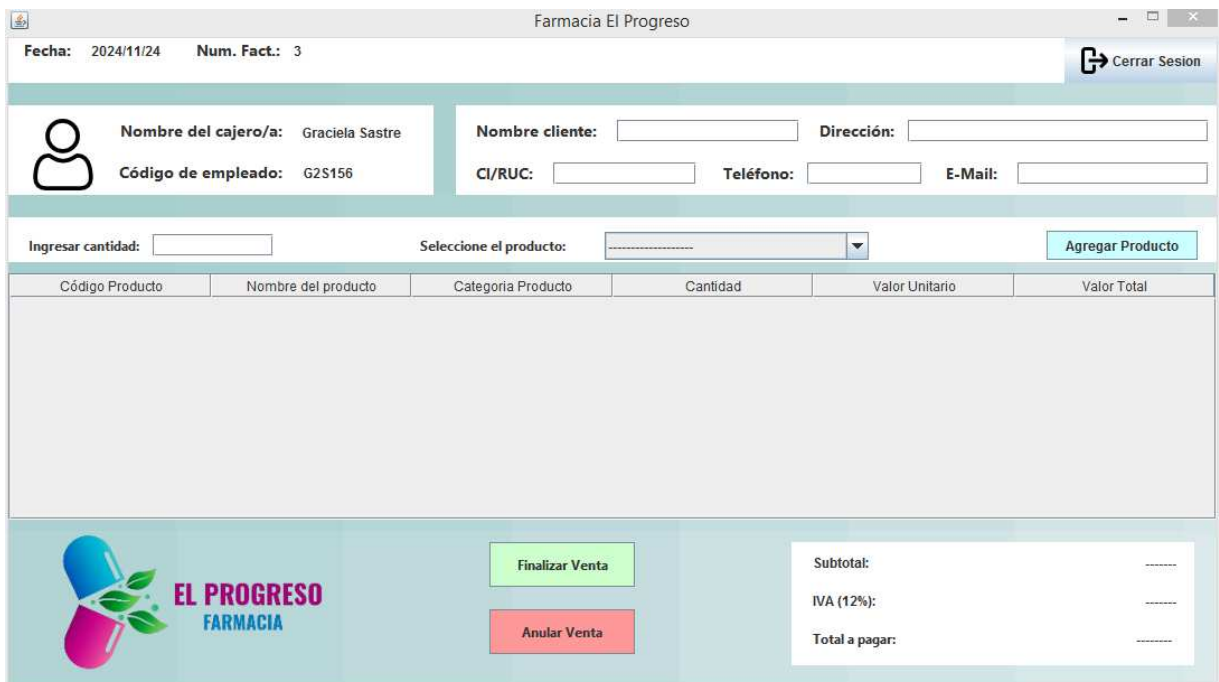 Farmacia El Progreso
Fecha: 2024/11/24 Num. Fact.: 3
Cerrar Sesion
Nombre del cajero/a: Graciela Sastre
Código de empleado: G2S156
Nombre cliente: Dirección:
CI/RUC: Teléfono: E-Mail:
Ingresar cantidad: Seleccione el producto: ------------------- Agregar Producto
Código Producto Nombre del producto Categoria Producto Cantidad Valor Unitario Valor Total
EL PROGRESO
FARMACIA
Finalizar Venta
Anular Venta
Subtotal: -------
IVA (12%): -------
Total a pagar: --------